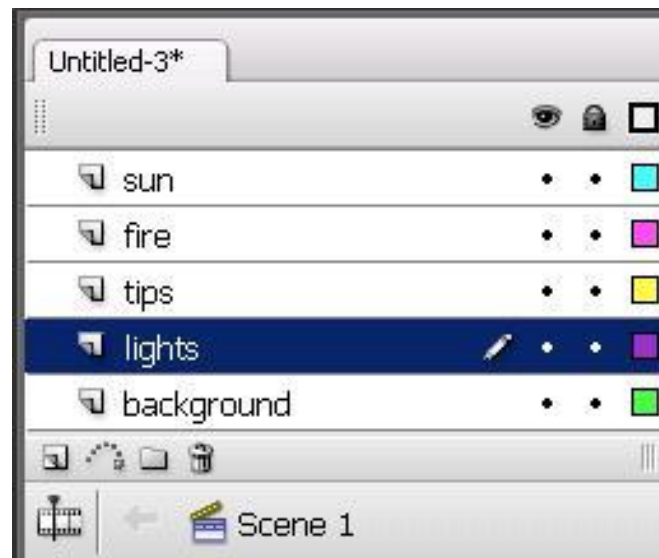 Untitled-3*
sun
fire
tips
lights
background
Scene 1